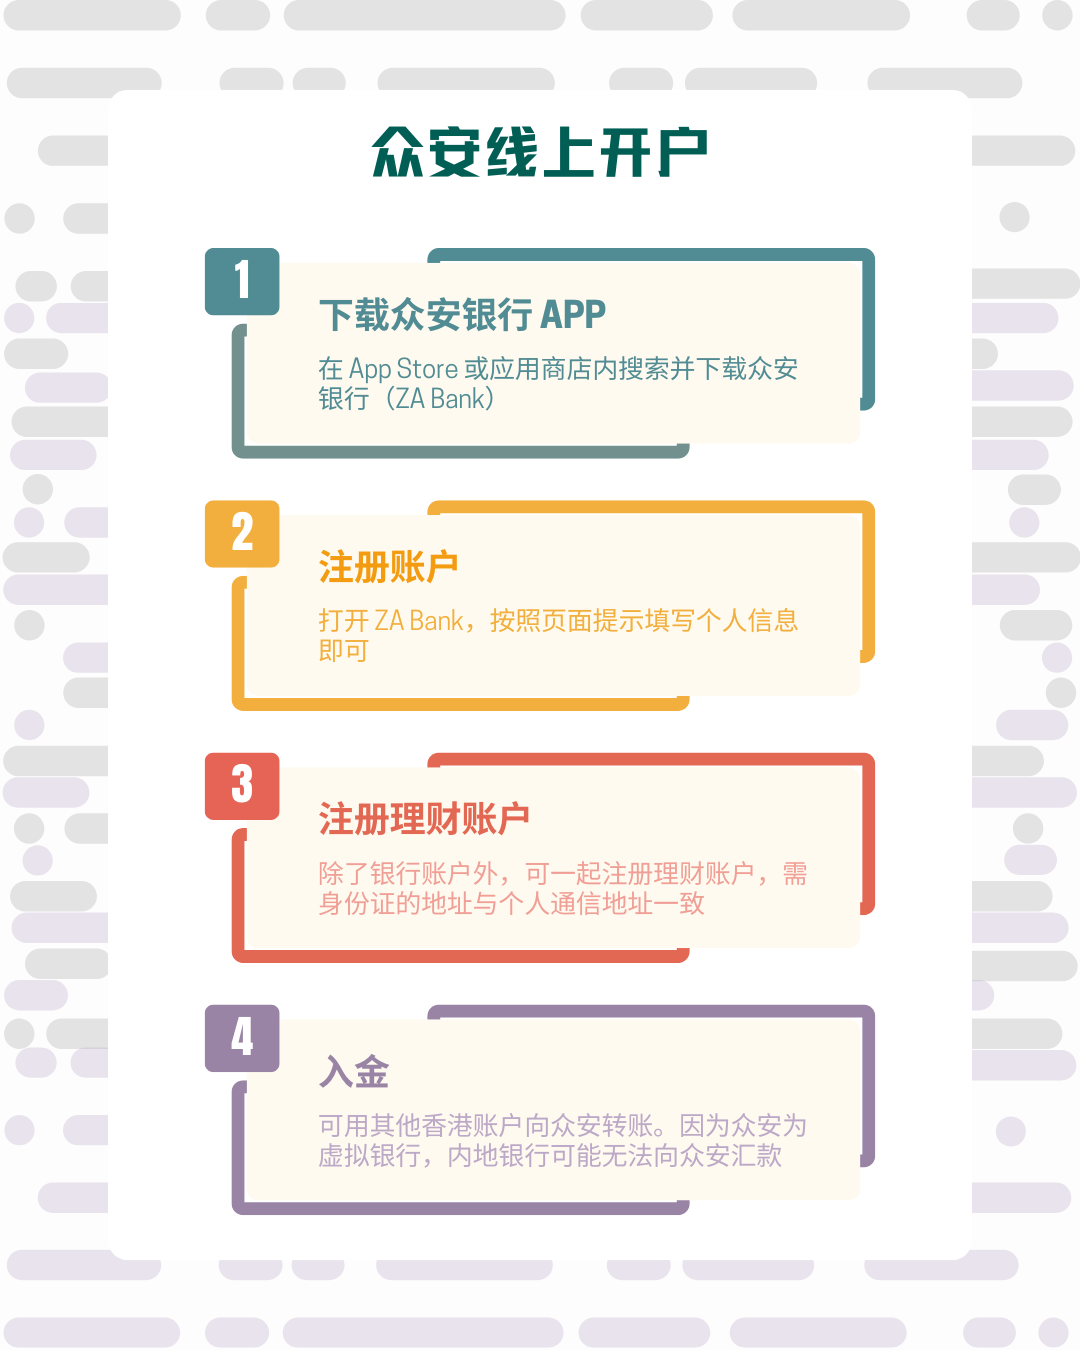 众安线上开户
1
下载众安银行 APP
在 App Store 或应用商店内搜索并下载众安
银行（ZA Bank）
2
注册账户
打开 ZA Bank，按照页面提示填写个人信息
即可
3
注册理财账户
除了银行账户外，可一起注册理财账户，需
身份证的地址与个人通信地址一致
4
入金
可用其他香港账户向众安转账。因为众安为
虚拟银行，内地银行可能无法向众安汇款